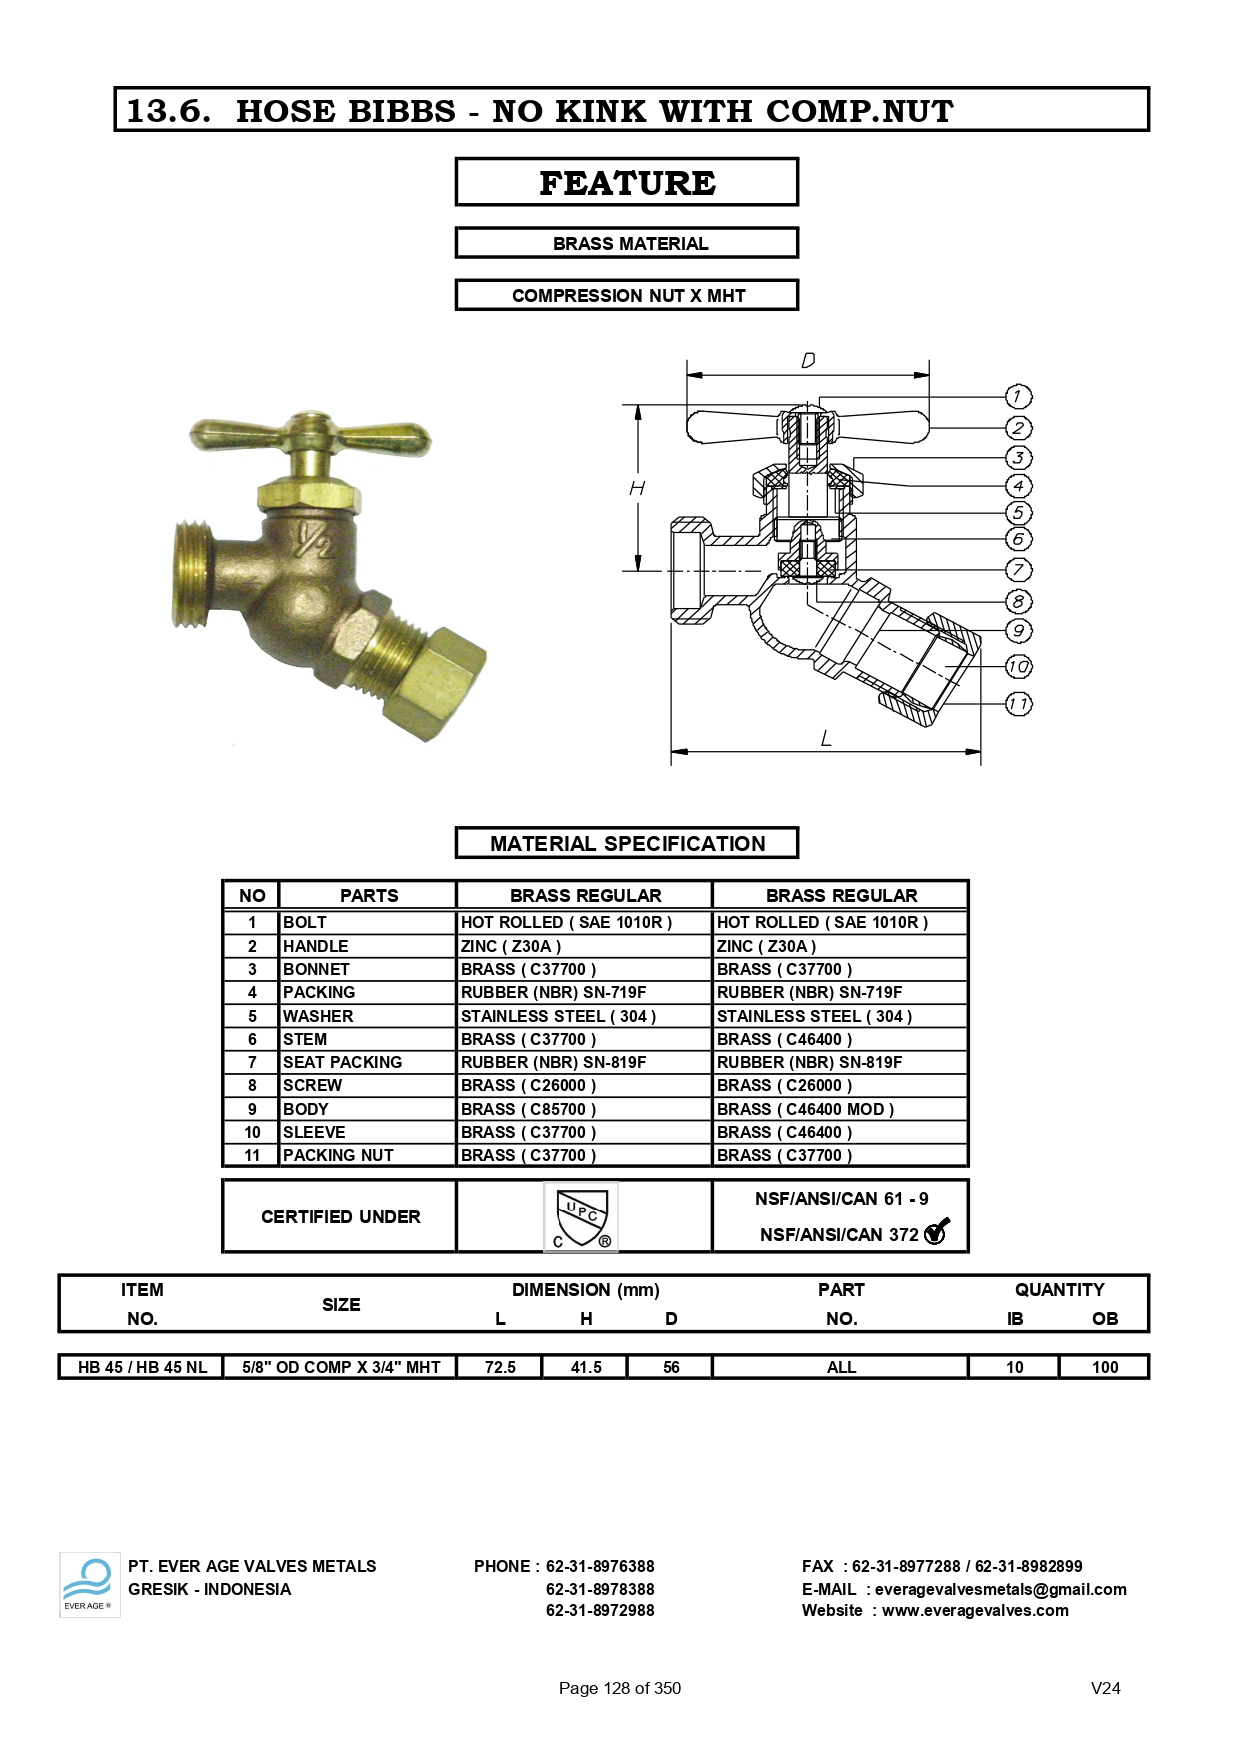 13.6. HOSE BIBBS - NO KINK WITH COMP.NUT
FEATURE
BRASS MATERIAL
COMPRESSION NUT X MHT
1/2
D
H
L
1
2
3
4
5
6
7
8
9
10
11
MATERIAL SPECIFICATION
NO PARTS BRASS REGULAR BRASS REGULAR
1 BOLT HOT ROLLED ( SAE 1010R ) HOT ROLLED ( SAE 1010R )
2 HANDLE ZINC ( Z30A ) ZINC ( Z30A )
3 BONNET BRASS ( C37700 ) BRASS ( C37700 )
4 PACKING RUBBER (NBR) SN-719F RUBBER (NBR) SN-719F
5 WASHER STAINLESS STEEL ( 304 ) STAINLESS STEEL ( 304 )
6 STEM BRASS ( C37700 ) BRASS ( C46400 )
7 SEAT PACKING RUBBER (NBR) SN-819F RUBBER (NBR) SN-819F
8 SCREW BRASS ( C26000 ) BRASS ( C26000 )
9 BODY BRASS ( C85700 ) BRASS ( C46400 MOD )
10 SLEEVE BRASS ( C37700 ) BRASS ( C46400 )
11 PACKING NUT BRASS ( C37700 ) BRASS ( C37700 )
CERTIFIED UNDER
UPC
C ®
NSF/ANSI/CAN 61 - 9
NSF/ANSI/CAN 372
ITEM NO. SIZE DIMENSION (mm) PART NO. QUANTITY
L H D IB OB
HB 45 / HB 45 NL 5/8" OD COMP X 3/4" MHT 72.5 41.5 56 ALL 10 100
EVER AGE ®
PT. EVER AGE VALVES METALS PHONE : 62-31-8976388 FAX : 62-31-8977288 / 62-31-8982899
GRESIK - INDONESIA 62-31-8978388 E-MAIL : everagevalvesmetals@gmail.com
62-31-8972988 Website : www.everagevalves.com
Page 128 of 350 V24